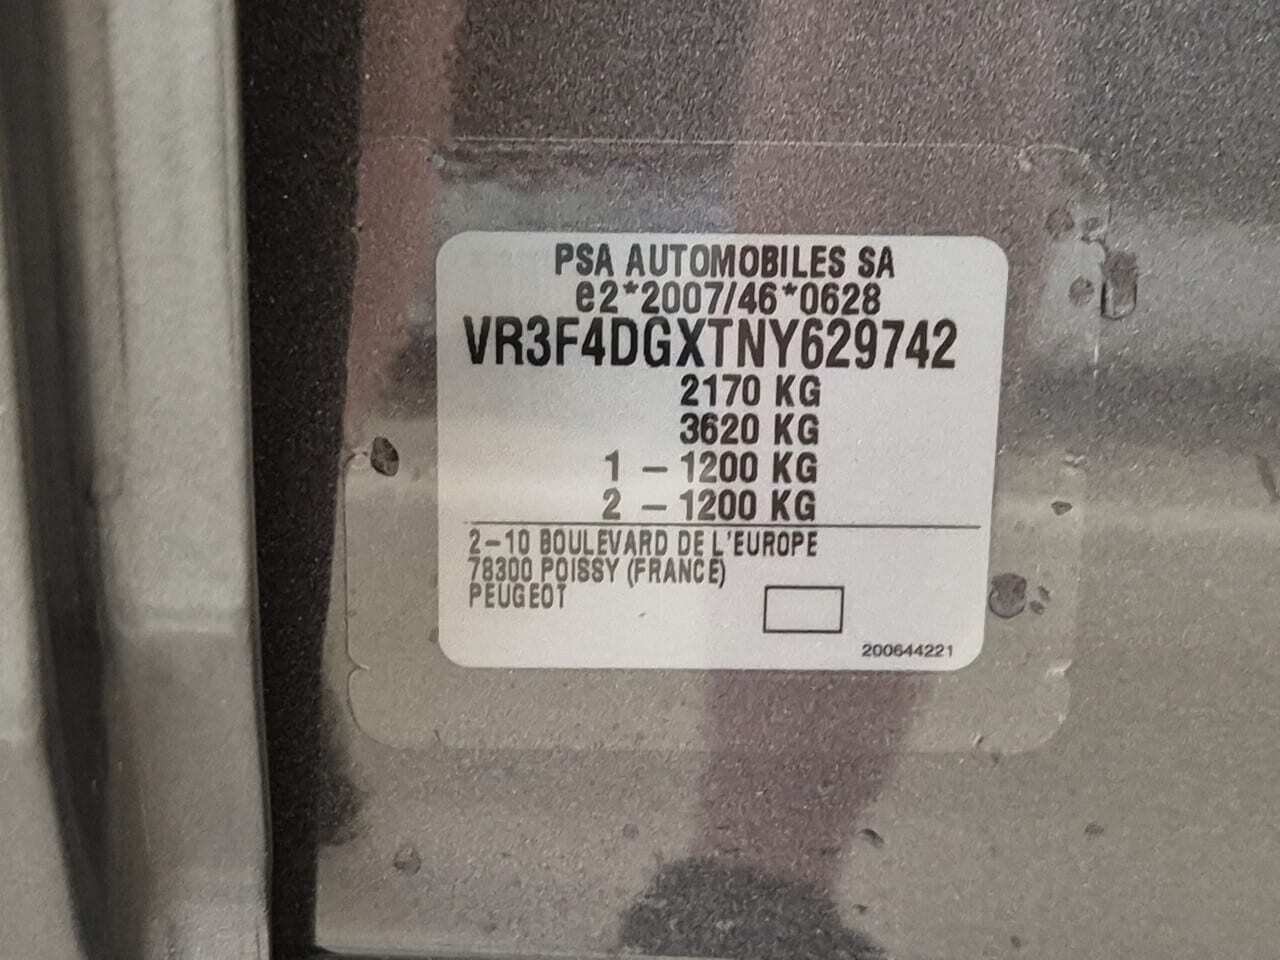 PSA AUTOMOBILES SA
e2*2007/46*0628
VR3F4DGXTNY629742
2170 KG
3620 KG
1 – 1200 KG
2 – 1200 KG
2–10 BOULEVARD DE L'EUROPE
78300 POISSY (FRANCE)
PEUGEOT
200644221